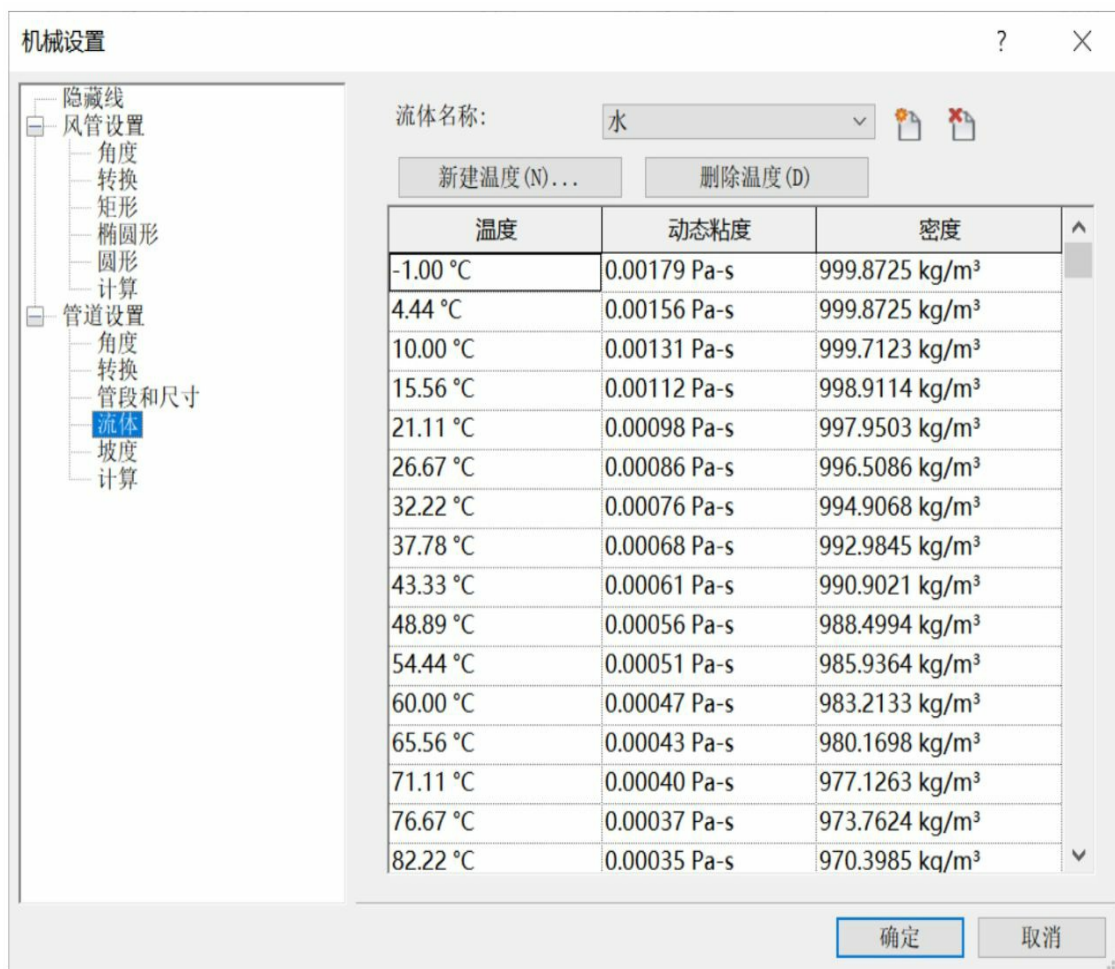 机械设置
?
隐藏线
风管设置
角度
转换
矩形
椭圆形
圆形
计算
管道设置
角度
转换
管段和尺寸
流体
坡度
计算
流体名称:
水
新建温度(N)... 删除温度(D)
温度 动态粘度 密度
-1.00 °C 0.00179 Pa-s 999.8725 kg/m³
4.44 °C 0.00156 Pa-s 999.8725 kg/m³
10.00 °C 0.00131 Pa-s 999.7123 kg/m³
15.56 °C 0.00112 Pa-s 998.9114 kg/m³
21.11 °C 0.00098 Pa-s 997.9503 kg/m³
26.67 °C 0.00086 Pa-s 996.5086 kg/m³
32.22 °C 0.00076 Pa-s 994.9068 kg/m³
37.78 °C 0.00068 Pa-s 992.9845 kg/m³
43.33 °C 0.00061 Pa-s 990.9021 kg/m³
48.89 °C 0.00056 Pa-s 988.4994 kg/m³
54.44 °C 0.00051 Pa-s 985.9364 kg/m³
60.00 °C 0.00047 Pa-s 983.2133 kg/m³
65.56 °C 0.00043 Pa-s 980.1698 kg/m³
71.11 °C 0.00040 Pa-s 977.1263 kg/m³
76.67 °C 0.00037 Pa-s 973.7624 kg/m³
82.22 °C 0.00035 Pa-s 970.3985 kg/m³
确定 取消